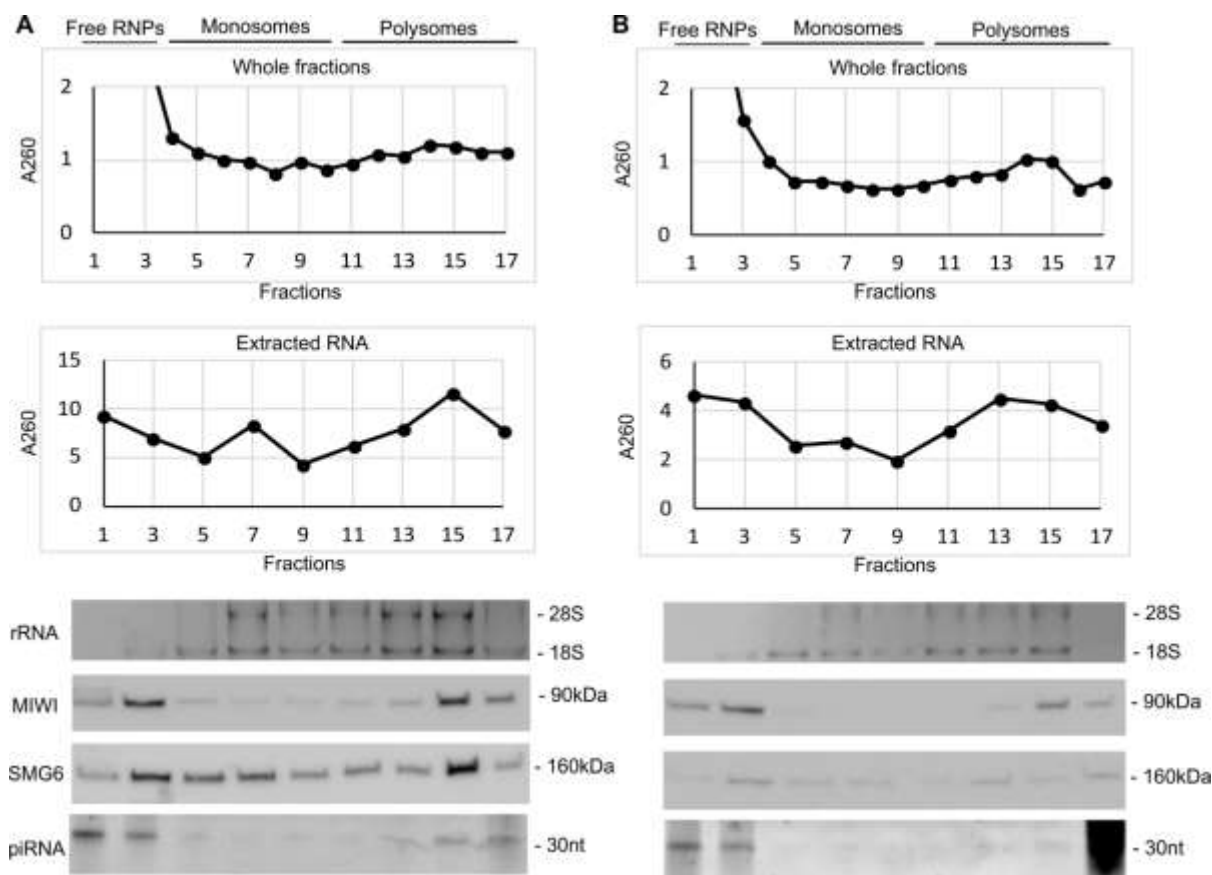 A
Free RNPs Monosomes Polysomes
Whole fractions
2
1
0
A260
1 3 5 7 9 11 13 15 17
Fractions
Extracted RNA
15
10
5
0
A260
1 3 5 7 9 11 13 15 17
Fractions
rRNA
- 28S
- 18S
MIWI
- 90kDa
SMG6
- 160kDa
piRNA
- 30nt
B
Free RNPs Monosomes Polysomes
Whole fractions
2
1
0
A260
1 3 5 7 9 11 13 15 17
Fractions
Extracted RNA
6
4
2
0
A260
1 3 5 7 9 11 13 15 17
Fractions
- 28S
- 18S
- 90kDa
- 160kDa
- 30nt